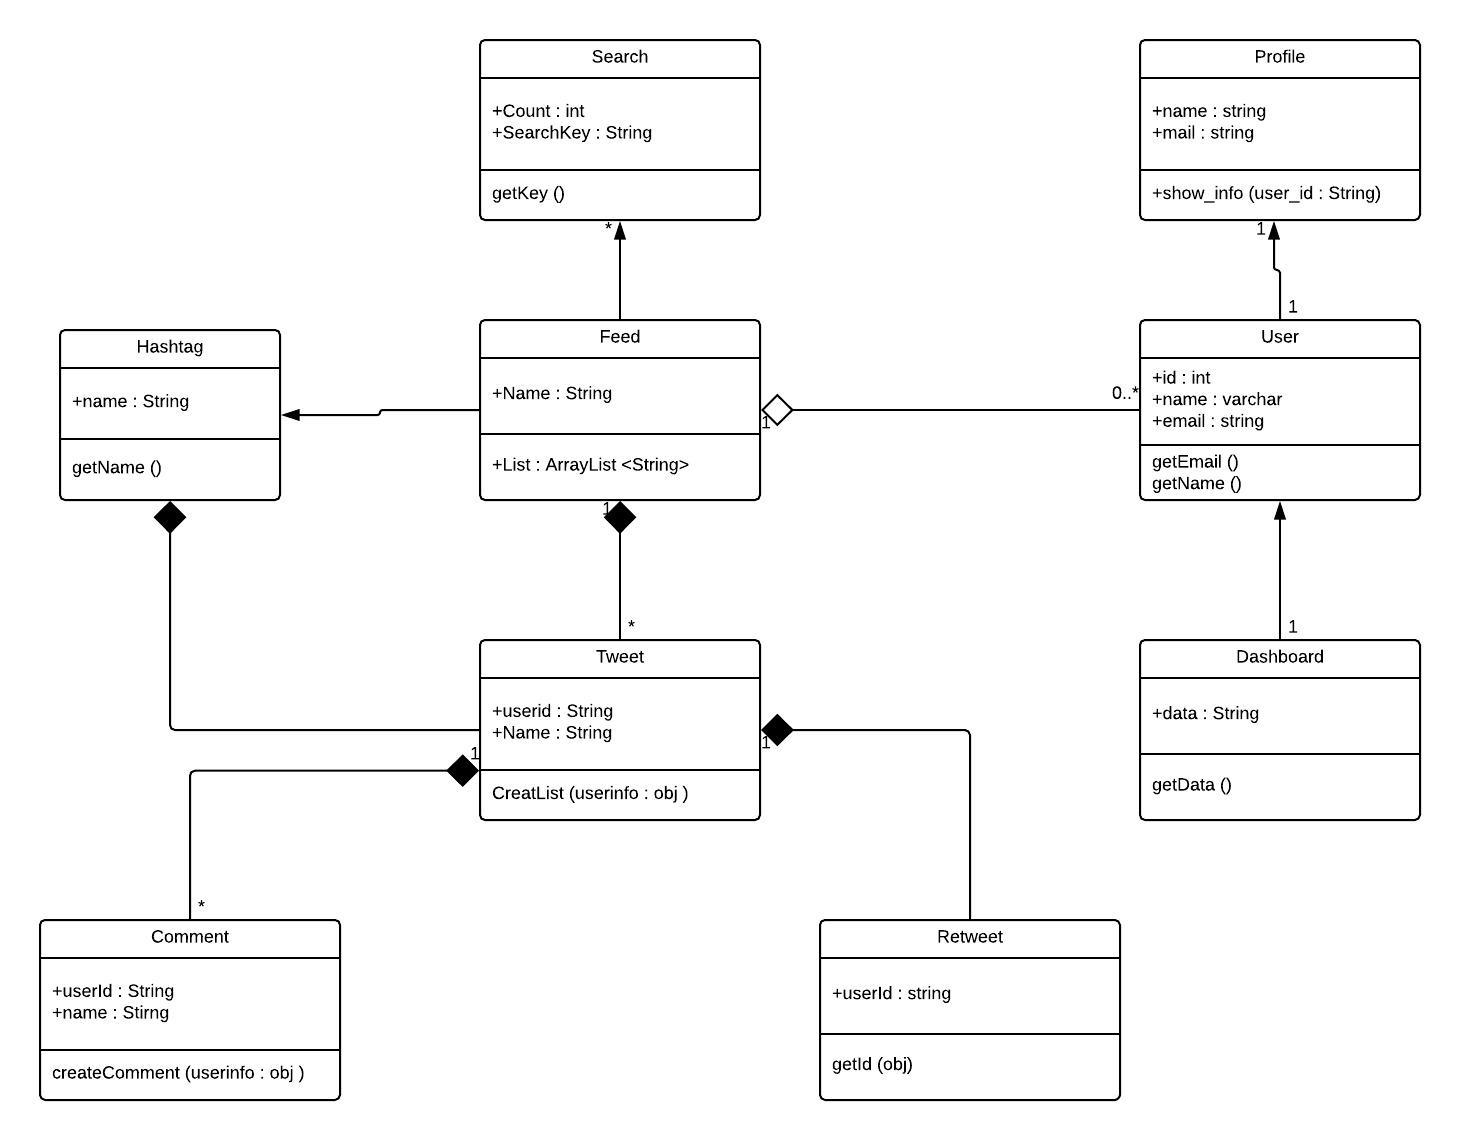 Search
+Count : int
+SearchKey : String
getKey ()
*
Profile
+name : string
+mail : string
+show_info (user_id : String)
1
1
Hashtag
+name : String
getName ()
Feed
+Name : String
+List : ArrayList <String>
1
1
0..*
User
+id : int
+name : varchar
+email : string
getEmail ()
getName ()
*
1
Tweet
+userid : String
+Name : String
CreatList (userinfo : obj )
1
1
Dashboard
+data : String
getData ()
*
Comment
+userId : String
+name : Stirng
createComment (userinfo : obj )
Retweet
+userId : string
getId (obj)